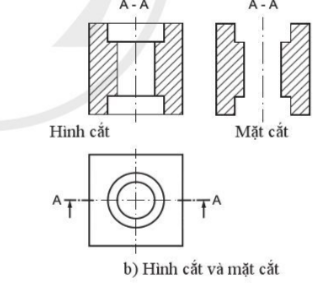 A - A
A - A
Hình cắt
Mặt cắt
A
A
b) Hình cắt và mặt cắt